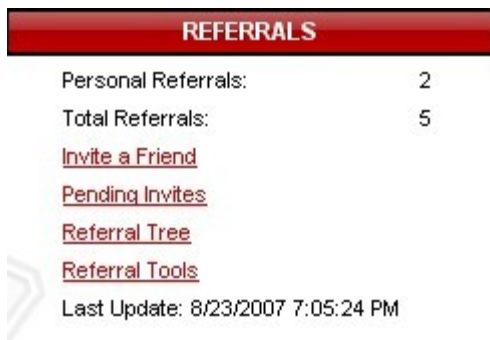 REFERRALS
Personal Referrals: 2
Total Referrals: 5
Invite a Friend
Pending Invites
Referral Tree
Referral Tools
Last Update: 8/23/2007 7:05:24 PM